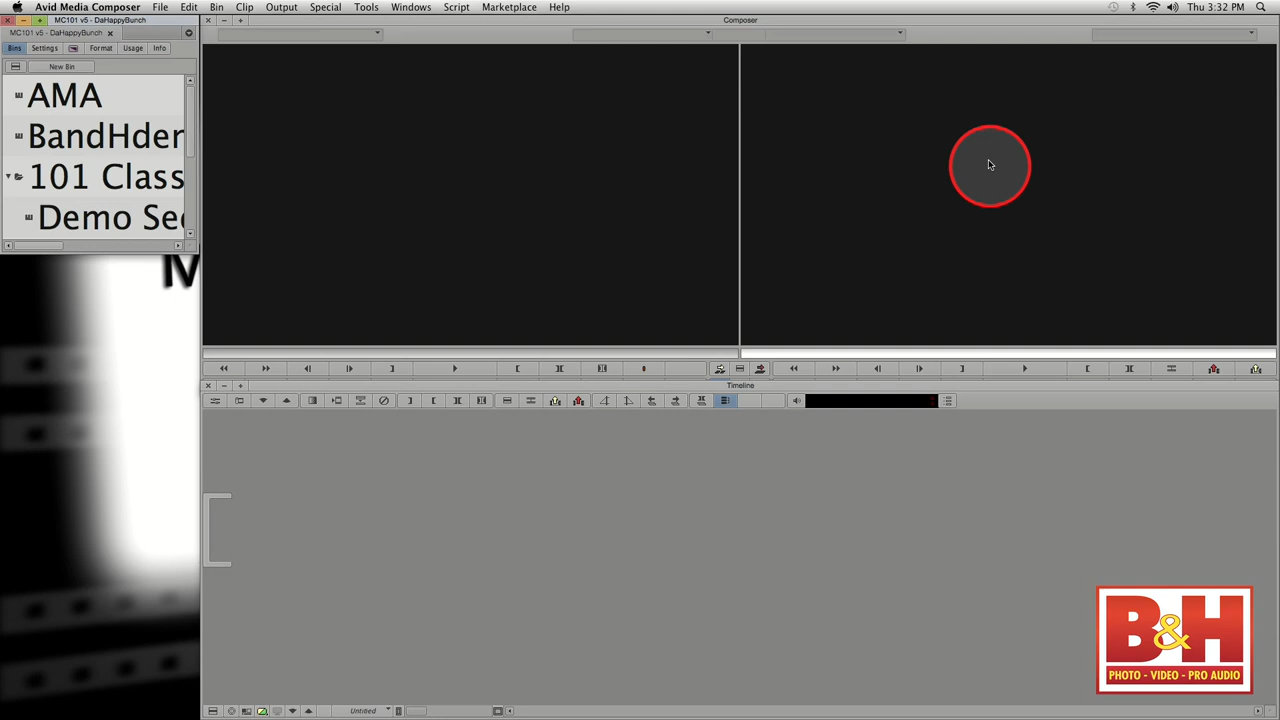 Avid Media Composer File Edit Bin Clip Output Special Tools Windows Script Marketplace Help Thu 3:32 PM
MC101 v5 - DaHappyBunch Composer
MC101 v5 - DaHappyBunch
Bins Settings Format Usage Info
New Bin
AMA
BandHder
101 Class
Demo Sec
Timeline
B&H
PHOTO - VIDEO - PRO AUDIO
Untitled